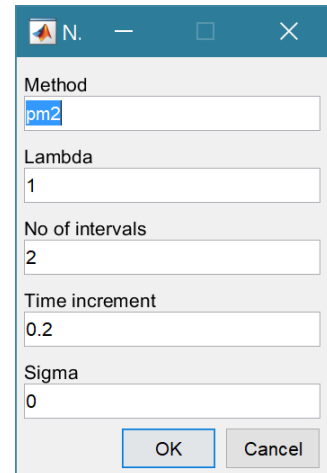 N.
Method
pm2
Lambda
1
No of intervals
2
Time increment
0.2
Sigma
0
OK Cancel